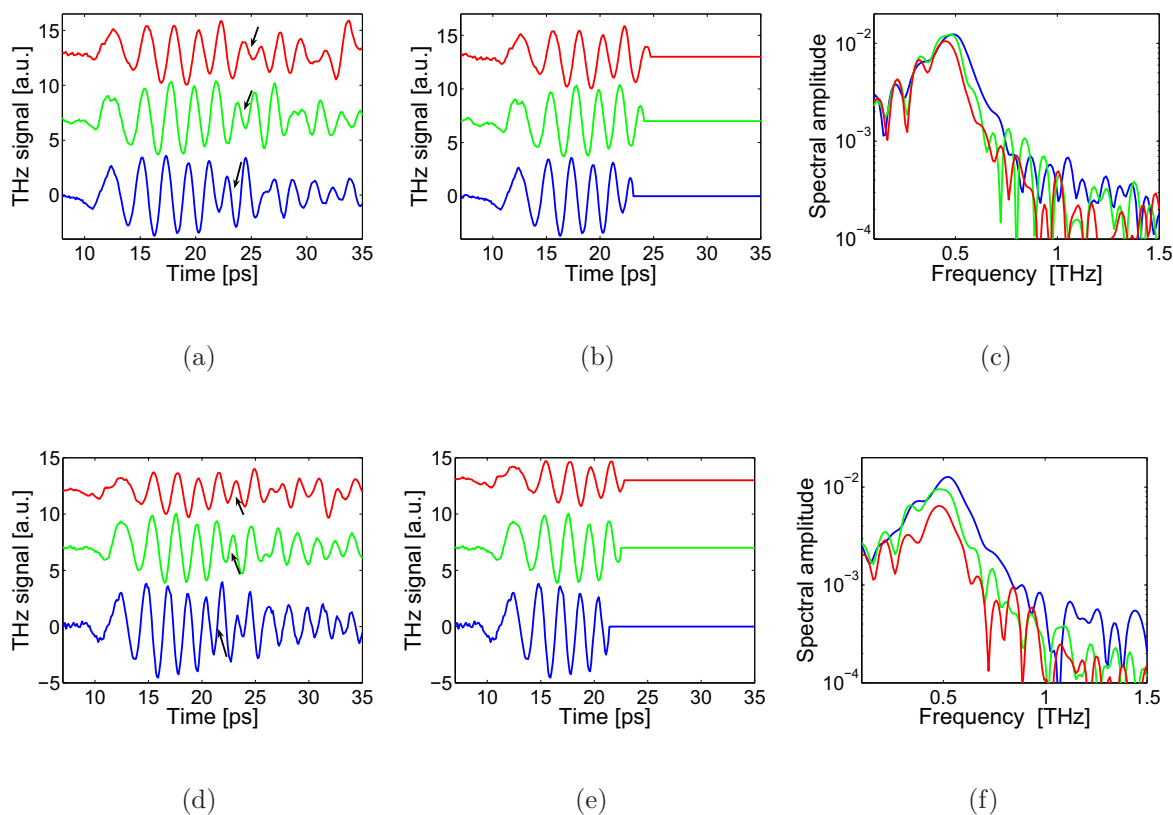 15
10
5
0
THz signal [a.u.]
10 15 20 25 30 35
Time [ps]
(a)
15
10
5
0
THz signal [a.u.]
10 15 20 25 30 35
Time [ps]
(b)
10⁻²
10⁻³
10⁻⁴
Spectral amplitude
0.5 1 1.5
Frequency [THz]
(c)
15
10
5
0
−5
THz signal [a.u.]
10 15 20 25 30 35
Time [ps]
(d)
15
10
5
0
−5
THz signal [a.u.]
10 15 20 25 30 35
Time [ps]
(e)
10⁻²
10⁻³
10⁻⁴
Spectral amplitude
0.5 1 1.5
Frequency [THz]
(f)